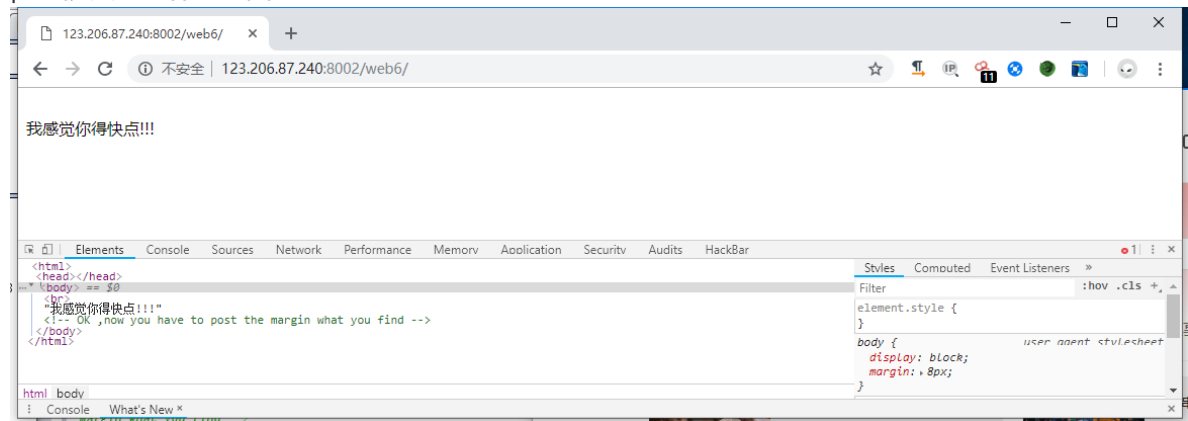 123.206.87.240:8002/web6/ × +
不安全 | 123.206.87.240:8002/web6/
11
我感觉你得快点!!!
Elements Console Sources Network Performance Memory Application Security Audits HackBar 1
<html>
<head></head>
<body> == $0
<br>
"我感觉你得快点!!!"
<!-- OK ,now you have to post the margin what you find -->
</body>
</html>
Styles Computed Event Listeners »
Filter :hov .cls +
element.style {
}
body { user agent stylesheet
display: block;
margin: 8px;
}
html body
Console What's New ×